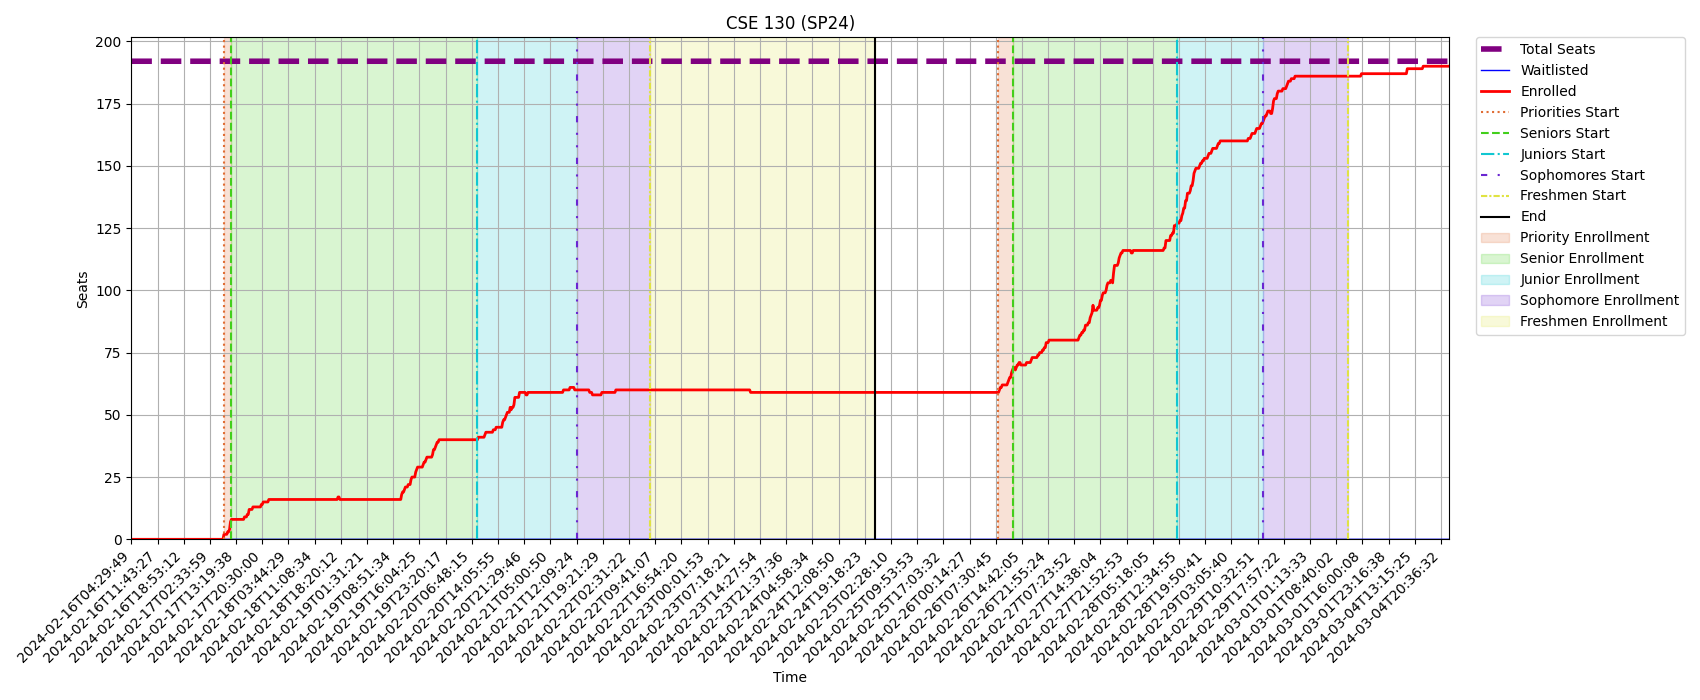 CSE 130 (SP24)
Seats
200
175
150
125
100
75
50
25
0
2024-02-16T04:29:49
2024-02-16T11:43:27
2024-02-16T18:53:12
2024-02-17T02:33:59
2024-02-17T13:19:38
2024-02-17T20:30:00
2024-02-18T03:44:29
2024-02-18T11:08:34
2024-02-18T18:20:12
2024-02-19T01:31:21
2024-02-19T08:51:34
2024-02-19T16:04:25
2024-02-19T23:20:17
2024-02-20T06:48:15
2024-02-20T14:05:55
2024-02-20T21:29:46
2024-02-21T05:00:50
2024-02-21T12:09:24
2024-02-21T19:21:29
2024-02-22T02:31:22
2024-02-22T09:41:07
2024-02-22T16:54:20
2024-02-23T00:01:53
2024-02-23T07:18:21
2024-02-23T14:27:54
2024-02-23T21:37:36
2024-02-24T04:58:34
2024-02-24T12:08:50
2024-02-24T19:18:23
2024-02-25T02:28:10
2024-02-25T09:53:53
2024-02-25T17:03:32
2024-02-26T00:14:27
2024-02-26T07:30:45
2024-02-26T14:42:05
2024-02-26T21:55:24
2024-02-27T07:23:52
2024-02-27T14:38:04
2024-02-27T21:52:53
2024-02-28T05:18:05
2024-02-28T12:34:55
2024-02-28T19:50:41
2024-02-29T03:05:40
2024-02-29T10:32:51
2024-02-29T17:57:22
2024-03-01T01:13:33
2024-03-01T08:40:02
2024-03-01T16:00:08
2024-03-01T23:16:38
2024-03-04T13:15:25
2024-03-04T20:36:32
Time
Total Seats
Waitlisted
Enrolled
Priorities Start
Seniors Start
Juniors Start
Sophomores Start
Freshmen Start
End
Priority Enrollment
Senior Enrollment
Junior Enrollment
Sophomore Enrollment
Freshmen Enrollment